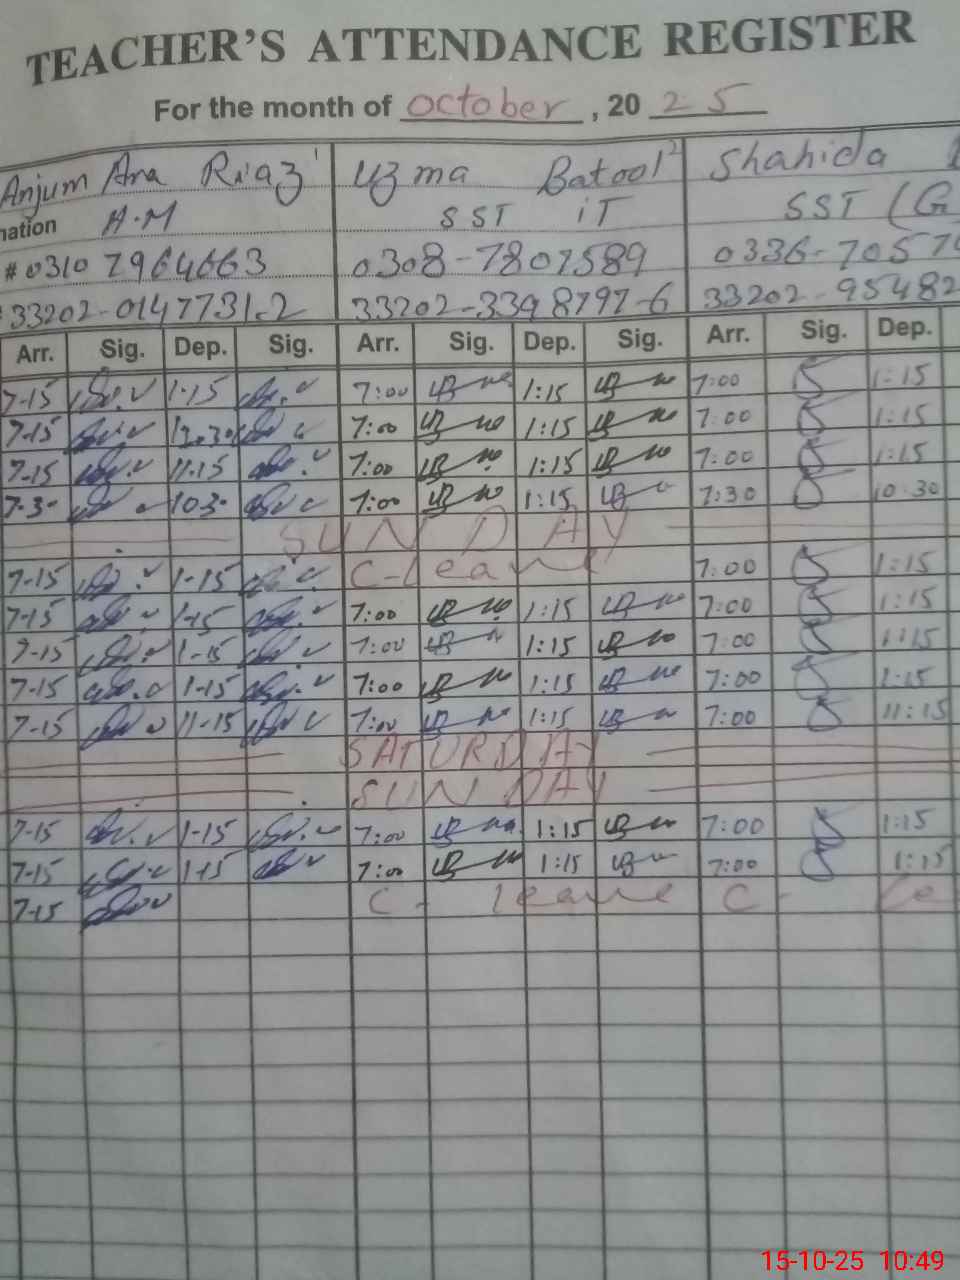 TEACHER'S ATTENDANCE REGISTER
For the month of October, 20 25
Anjum Ana Riaz 1 Uzma Batool 2 Shahida
nation A.M SST iT SST (G
# 0310 7964663 0308-7807589 0336-7057
33202-0147731-2 33202-3398797-6 33202-95482
Arr. Sig. Dep. Sig. Arr. Sig. Dep. Sig. Arr. Sig. Dep.
7-15 1-15 7:00 1:15 7:00 1:15
7-15 12.30 7:00 1:15 7:00 1:15
7-15 11.15 7:00 1:15 7:00 1:15
7-30 10-30 7:00 1:15 7:30 10:30
SUNDAY
7-15 1-15 C-leave 7:00 1:15
7-15 1-15 7:00 1:15 7:00 1:15
7-15 1-15 7:00 1:15 7:00 1:15
7-15 1-15 7:00 1:15 7:00 1:15
7-15 11-15 7:00 1:15 7:00 11:15
SATURDAY
SUNDAY
7-15 1-15 7:00 1:15 7:00 1:15
7-15 1-15 7:00 1:15 7:00 1:15
7-15 C- leave C- Le
15-10-25 10:49